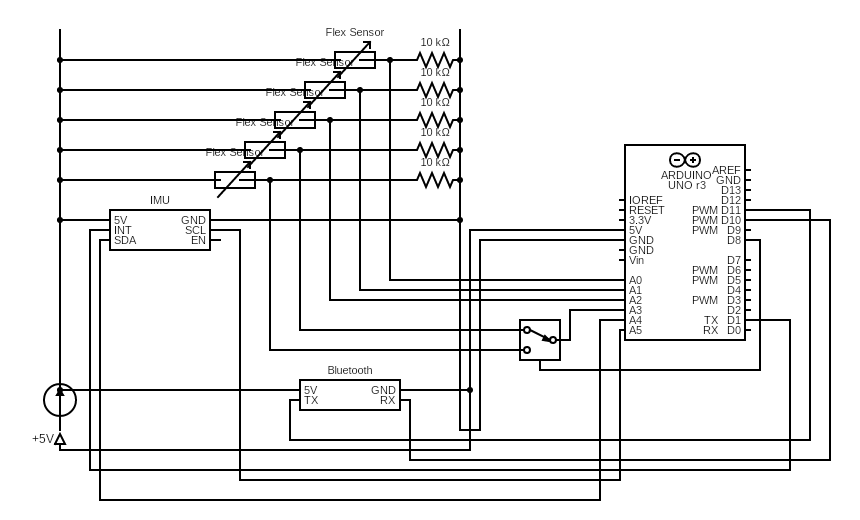 Flex Sensor
10 kΩ
Flex Sensor
10 kΩ
Flex Sensor
10 kΩ
Flex Sensor
10 kΩ
Flex Sensor
10 kΩ
IMU
5V GND
INT SCL
SDA EN
ARDUINO
UNO r3
AREF
GND
D13
IOREF D12
RESET PWM D11
3.3V PWM D10
5V PWM D9
GND D8
GND
Vin D7
PWM D6
A0 PWM D5
A1 D4
A2 PWM D3
A3 D2
A4 TX D1
A5 RX D0
Bluetooth
5V GND
TX RX
+5V